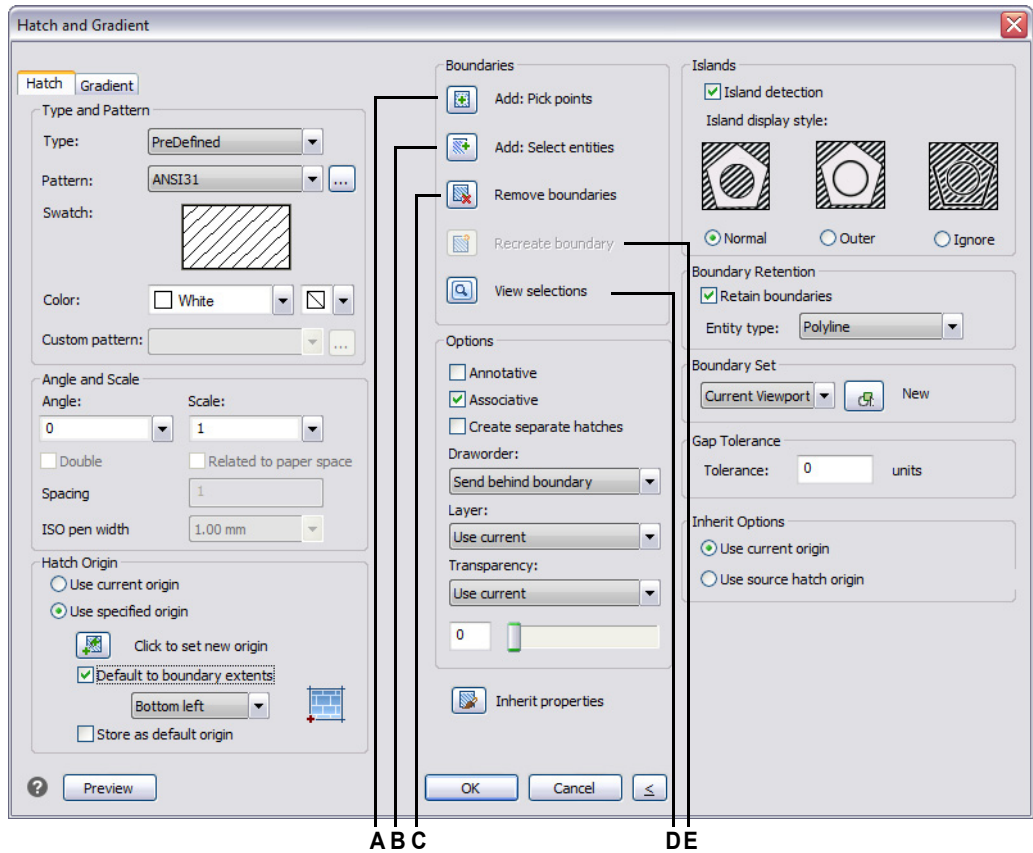 Hatch and Gradient
Hatch
Gradient
Type and Pattern
Type:
PreDefined
Pattern:
ANSI31
...
Swatch:
Color:
White
Custom pattern:
...
Angle and Scale
Angle:
Scale:
0
1
Double
Related to paper space
Spacing
1
ISO pen width
1.00 mm
Hatch Origin
Use current origin
Use specified origin
Click to set new origin
Default to boundary extents
Bottom left
Store as default origin
? Preview
Boundaries
Add: Pick points
Add: Select entities
Remove boundaries
Recreate boundary
View selections
Options
Annotative
Associative
Create separate hatches
Draworder:
Send behind boundary
Layer:
Use current
Transparency:
Use current
0
Inherit properties
OK
Cancel
<
Islands
Island detection
Island display style:
Normal
Outer
Ignore
Boundary Retention
Retain boundaries
Entity type:
Polyline
Boundary Set
Current Viewport
New
Gap Tolerance
Tolerance:
0
units
Inherit Options
Use current origin
Use source hatch origin
A B C D E